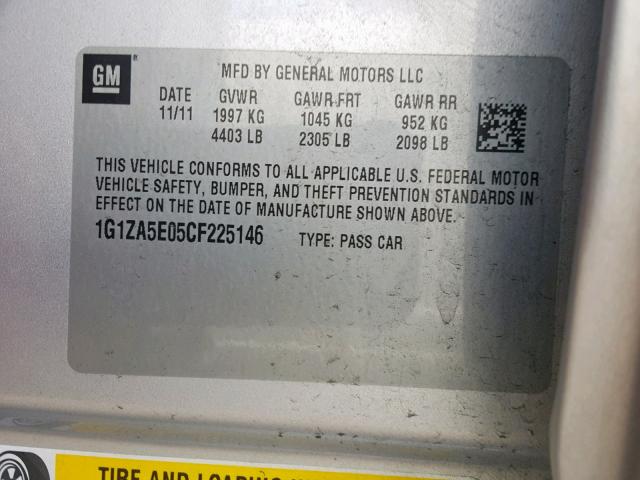 GM ®
MFD BY GENERAL MOTORS LLC
DATE GVWR GAWR FRT GAWR RR
11/11 1997 KG 1045 KG 952 KG
4403 LB 2305 LB 2098 LB
THIS VEHICLE CONFORMS TO ALL APPLICABLE U.S. FEDERAL MOTOR
VEHICLE SAFETY, BUMPER, AND THEFT PREVENTION STANDARDS IN
EFFECT ON THE DATE OF MANUFACTURE SHOWN ABOVE.
1G1ZA5E05CF225146 TYPE: PASS CAR
TIRE AND LOADING